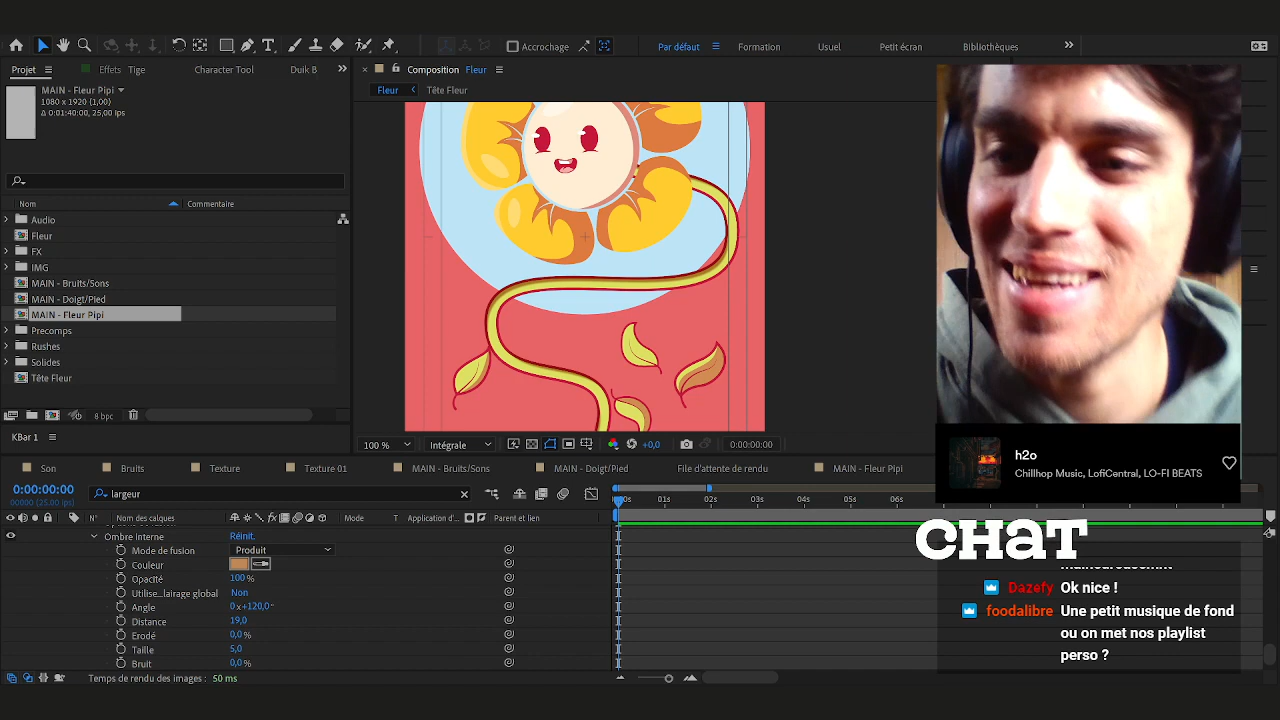 Accrochage
Par défaut
Formation
Usuel
Petit écran
Bibliothèques
Projet
Effets Tige
Character Tool
Duik B
Composition Fleur
MAIN - Fleur Pipi
1080 x 1920 (1,00)
Δ 0:01:40:00, 25,00 ips
Fleur
Tête Fleur
Nom
Commentaire
Audio
Fleur
FX
IMG
MAIN - Bruits/Sons
MAIN - Doigt/Pied
MAIN - Fleur Pipi
Precomps
Rushes
Solides
Tête Fleur
8 bpc
KBar 1
100 %
Intégrale
+0,0
0:00:00:00
h2o
Chillhop Music, LofiCentral, LO-FI BEATS
Son
Bruits
Texture
Texture 01
MAIN - Bruits/Sons
MAIN - Doigt/Pied
File d'attente de rendu
MAIN - Fleur Pipi
0:00:00:00
00000 (25.00 ips)
largeur
00s
01s
02s
03s
04s
05s
06s
N°
Nom des calques
Mode
T
Application d'...
Parent et lien
Ombre Interne
Réinit.
Mode de fusion
Produit
Couleur
Opacité
100 %
Utilise...lairage global
Non
Angle
0x+120,0°
Distance
19,0
Erodé
0,0 %
Taille
5,0
Bruit
0,0 %
Temps de rendu des images : 50 ms
CHAT
Dazefy Ok nice !
foodalibre Une petit musique de fond
ou on met nos playlist
perso ?